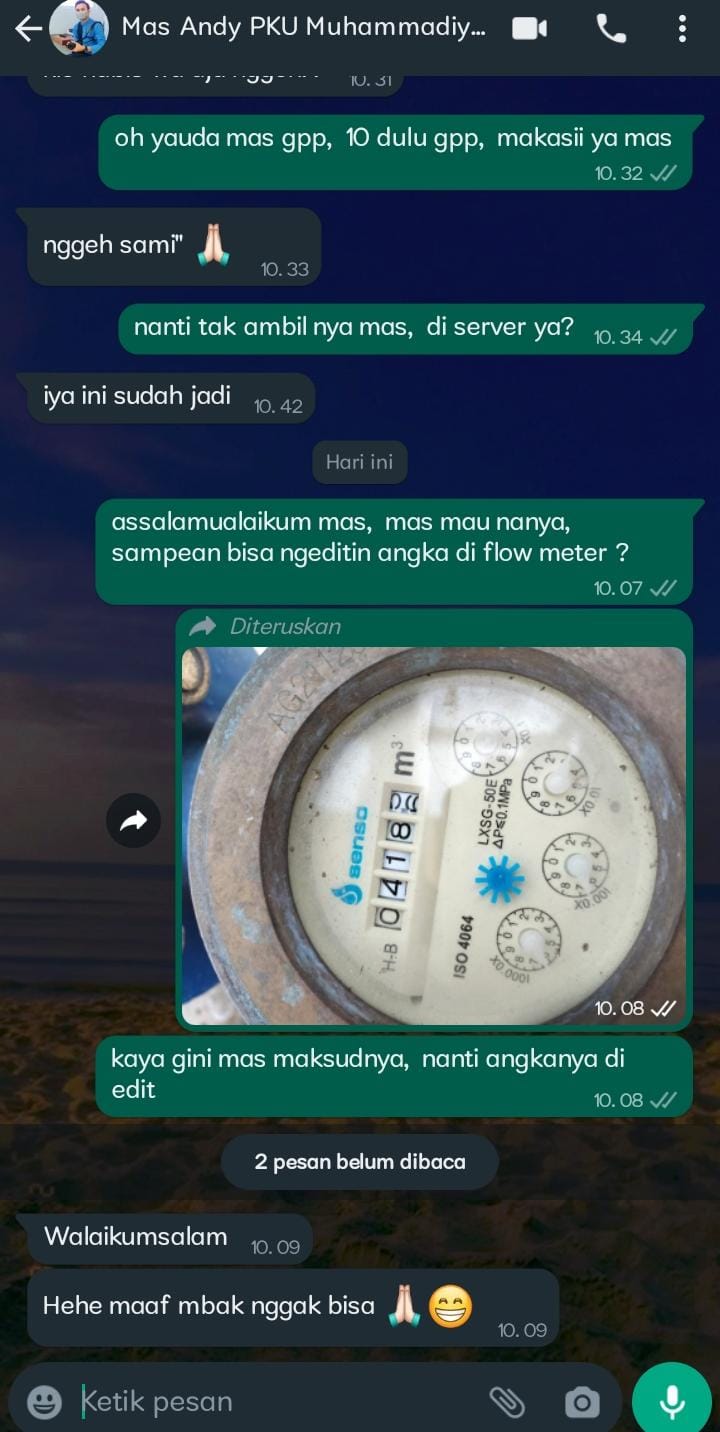 Mas Andy PKU Muhammadiy...
10.31
oh yauda mas gpp, 10 dulu gpp, makasii ya mas
10.32
nggeh sami"
10.33
nanti tak ambil nya mas, di server ya?
10.34
iya ini sudah jadi
10.42
Hari ini
assalamualaikum mas, mas mau nanya,
sampean bisa ngeditin angka di flow meter ?
10.07
Diteruskan
senso
m³
H-B
LXSG-50E
ΔP≤0.1MPa
ISO 4064
X0.1
X0.01
X0.001
X0.0001
10.08
kaya gini mas maksudnya, nanti angkanya di
edit
10.08
2 pesan belum dibaca
Walaikumsalam
10.09
Hehe maaf mbak nggak bisa
10.09
Ketik pesan